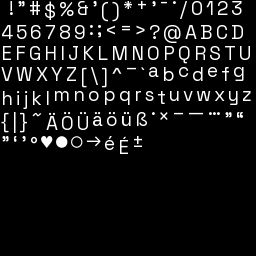 !"#$%&'()*+’-·/0123
456789:;<=>?@ABCD
EFGHIJKLMNOPQRSTU
VWXYZ[\]^¯`abcdefg
hijklmnopqrstuvwxyz
{|}~ÄÖÜäöüß·×–—…”“
”‘’°♥●○→éÉ±